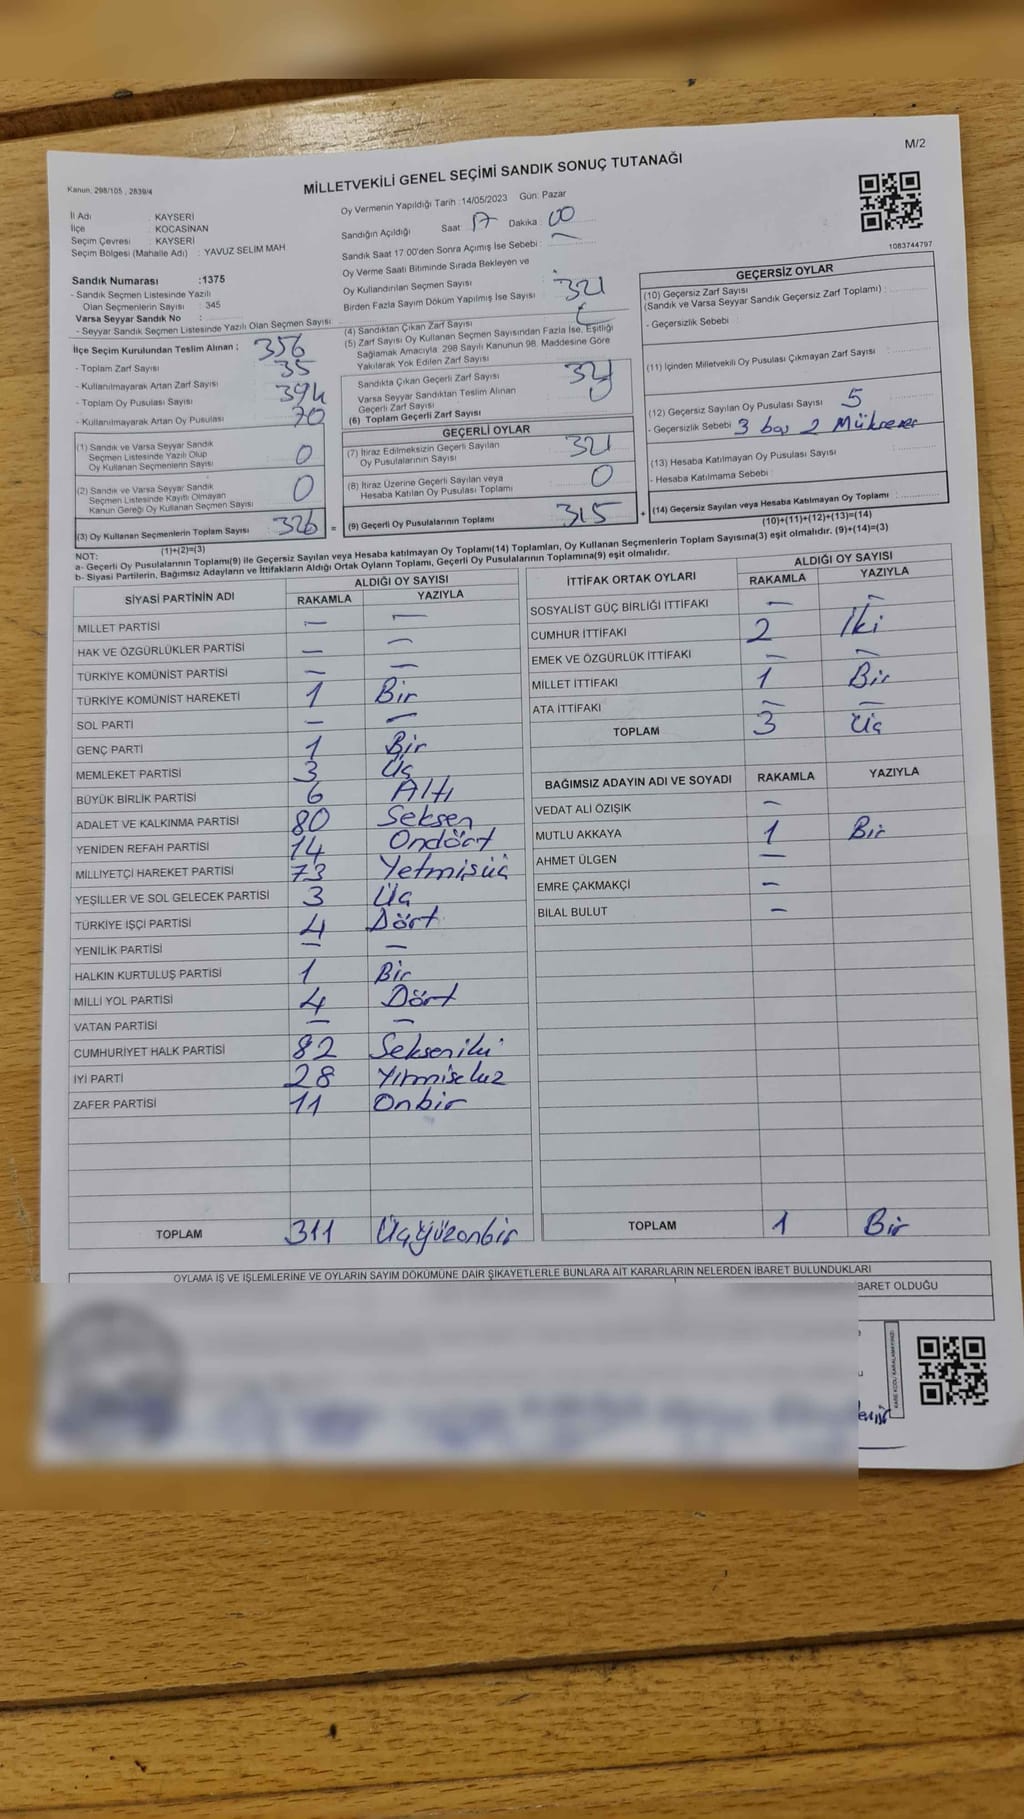 M/2
Kanun, 298/105 , 2839/4
MİLLETVEKİLİ GENEL SEÇİMİ SANDIK SONUÇ TUTANAĞI
İl Adı : KAYSERİ
İlçe : KOCASİNAN
Seçim Çevresi : KAYSERİ
Seçim Bölgesi (Mahalle Adı) : YAVUZ SELİM MAH
Oy Vermenin Yapıldığı Tarih :14/05/2023 Gün: Pazar
Sandığın Açıldığı Saat : 17 Dakika : 00
Sandık Saat 17 00'den Sonra Açımış İse Sebebi : —
Oy Verme Saati Bitiminde Sırada Bekleyen ve
Oy Kullandırılan Seçmen Sayısı
Birden Fazla Sayım Döküm Yapılmış İse Sayısı
1083744797
Sandık Numarası :1375
- Sandık Seçmen Listesinde Yazılı
Olan Seçmenlerin Sayısı : 345
Varsa Seyyar Sandık No :
- Seyyar Sandık Seçmen Listesinde Yazılı Olan Seçmen Sayısı
İlçe Seçim Kurulundan Teslim Alınan ;
- Toplam Zarf Sayısı 356
- Kullanılmayarak Artan Zarf Sayısı 35
- Toplam Oy Pusulası Sayısı 394
- Kullanılmayarak Artan Oy Pusulası 70
(1) Sandık ve Varsa Seyyar Sandık
Seçmen Listesinde Yazılı Olup
Oy Kullanan Seçmenlerin Sayısı 0
(2) Sandık ve Varsa Seyyar Sandık
Seçmen Listesinde Kayıtlı Olmayan
Kanun Gereği Oy Kullanan Seçmen Sayısı 0
(3) Oy Kullanan Seçmenlerin Toplam Sayısı 326 =
(1)+(2)=(3)
(4) Sandıktan Çıkan Zarf Sayısı 321
(5) Zarf Sayısı Oy Kullanan Seçmen Sayısından Fazla İse, Eşitliği
Sağlamak Amacıyla, 298 Sayılı Kanunun 98. Maddesine Göre
Yakılarak Yok Edilen Zarf Sayısı
Sandıkta Çıkan Geçerli Zarf Sayısı 321
Varsa Seyyar Sandıktan Teslim Alınan
Geçerli Zarf Sayısı 0
(6) Toplam Geçerli Zarf Sayısı
GEÇERLİ OYLAR
(7) İtiraz Edilmeksizin Geçerli Sayılan
Oy Pusulalarının Sayısı 321
(8) İtiraz Üzerine Geçerli Sayılan veya
Hesaba Katılan Oy Pusulası Toplamı 0
(9) Geçerli Oy Pusulalarının Toplamı 315 +
GEÇERSİZ OYLAR
(10) Geçersiz Zarf Sayısı
(Sandık ve Varsa Seyyar Sandık Geçersiz Zarf Toplamı) :
- Geçersizlik Sebebi :
(11) İçinden Milletvekili Oy Pusulası Çıkmayan Zarf Sayısı
(12) Geçersiz Sayılan Oy Pusulası Sayısı 5
- Geçersizlik Sebebi 3 boş 2 Mükrerer
(13) Hesaba Katılmayan Oy Pusulası Sayısı
- Hesaba Katılmama Sebebi :
(14) Geçersiz Sayılan veya Hesaba Katılmayan Oy Toplamı :
(10)+(11)+(12)+(13)=(14)
NOT:
a- Geçerli Oy Pusulalarının Toplamı(9) ile Geçersiz Sayılan veya Hesaba katılmayan Oy Toplamı(14) Toplamları, Oy Kullanan Seçmenlerin Toplam Sayısına(3) eşit olmalıdır. (9)+(14)=(3)
b- Siyasi Partilerin, Bağımsız Adayların ve İttifakların Aldığı Ortak Oyların Toplamı, Geçerli Oy Pusulalarının Toplamına(9) eşit olmalıdır.
SİYASİ PARTİNİN ADI ALDIĞI OY SAYISI
RAKAMLA YAZIYLA
MİLLET PARTİSİ — —
HAK VE ÖZGÜRLÜKLER PARTİSİ — —
TÜRKİYE KOMÜNİST PARTİSİ — —
TÜRKİYE KOMÜNİST HAREKETİ 1 Bir
SOL PARTİ — —
GENÇ PARTİ 1 Bir
MEMLEKET PARTİSİ 3 Üç
BÜYÜK BİRLİK PARTİSİ 6 Altı
ADALET VE KALKINMA PARTİSİ 80 Seksen
YENİDEN REFAH PARTİSİ 14 Ondört
MİLLİYETÇİ HAREKET PARTİSİ 73 Yetmişüç
YEŞİLLER VE SOL GELECEK PARTİSİ 3 Üç
TÜRKİYE İŞÇİ PARTİSİ 4 Dört
YENİLİK PARTİSİ — —
HALKIN KURTULUŞ PARTİSİ 1 Bir
MİLLİ YOL PARTİSİ 4 Dört
VATAN PARTİSİ — —
CUMHURİYET HALK PARTİSİ 82 Sekseniki
İYİ PARTİ 28 Yirmisekiz
ZAFER PARTİSİ 11 Onbir
TOPLAM 311 Üçyüzonbir
İTTİFAK ORTAK OYLARI ALDIĞI OY SAYISI
RAKAMLA YAZIYLA
SOSYALİST GÜÇ BİRLİĞİ İTTİFAKI — —
CUMHUR İTTİFAKI 2 İki
EMEK VE ÖZGÜRLÜK İTTİFAKI — —
MİLLET İTTİFAKI 1 Bir
ATA İTTİFAKI — —
TOPLAM 3 Üç
BAĞIMSIZ ADAYIN ADI VE SOYADI RAKAMLA YAZIYLA
VEDAT ALİ ÖZIŞIK —
MUTLU AKKAYA 1 Bir
AHMET ÜLGEN —
EMRE ÇAKMAKÇİ —
BİLAL BULUT —
TOPLAM 1 Bir
OYLAMA İŞ VE İŞLEMLERİNE VE OYLARIN SAYIM DÖKÜMÜNE DAİR ŞİKAYETLERLE BUNLARA AİT KARARLARIN NELERDEN İBARET BULUNDUKLARI
BARET OLDUĞU